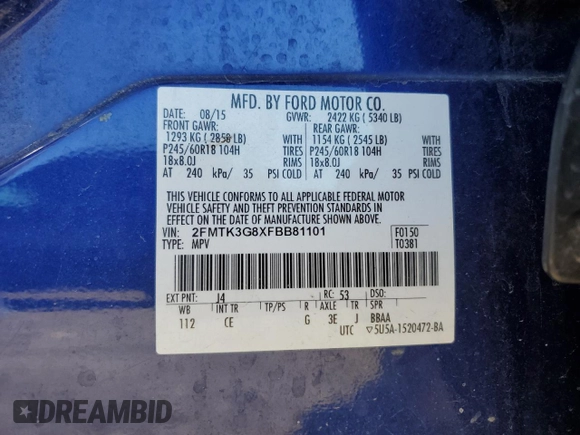 MFD. BY FORD MOTOR CO.
DATE: 08/15 GVWR: 2422 KG ( 5340 LB)
FRONT GAWR: REAR GAWR:
1293 KG ( 2850 LB) WITH 1154 KG ( 2545 LB) WITH
P245/60R18 104H TIRES P245/60R18 104H TIRES
18x8.0J RIMS 18x8.0J RIMS
AT 240 kPa/ 35 PSI COLD AT 240 kPa/ 35 PSI COLD
THIS VEHICLE CONFORMS TO ALL APPLICABLE FEDERAL MOTOR
VEHICLE SAFETY AND THEFT PREVENTION STANDARDS IN
EFFECT ON THE DATE OF MANUFACTURE SHOWN ABOVE.
VIN: 2FMTK3G8XFBB81101 F0150
TYPE: MPV T0381
EXT PNT: J4 RC: 53 DSO:
WB INT TR TP/PS R AXLE TR SPR
112 CE G 3E J BBAA
UTC ▽5U5A-1520472-BA
DREAMBID